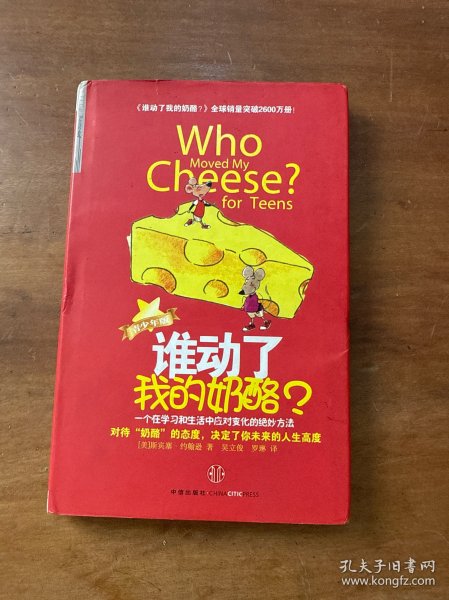 《谁动了我的奶酪？》全球销量突破2600万册！
Who
Moved My
Cheese?
for Teens
青少年版
谁动了
我的奶酪？
一个在学习和生活中应对变化的绝妙方法
对待“奶酪”的态度，决定了你未来的人生高度
[美]斯宾塞·约翰逊 著 吴立俊 罗琳 译
中信出版社·CHINACITICPRESS
孔夫子旧书网
www.kongfz.com